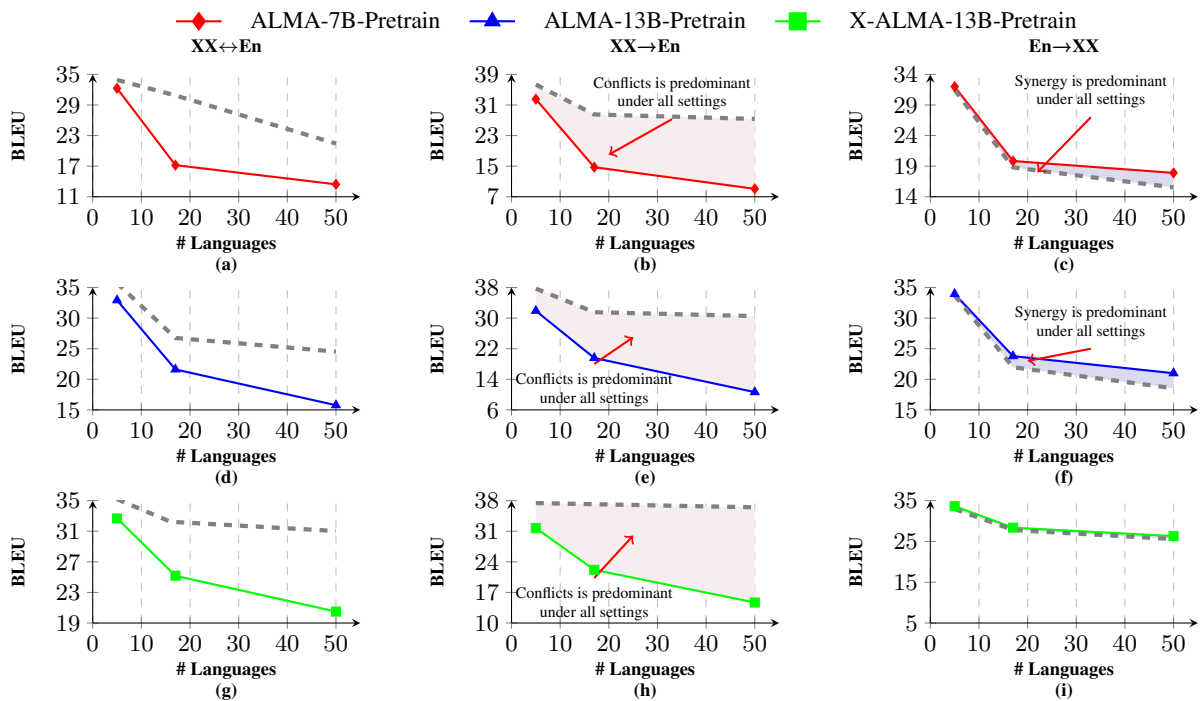 ALMA-7B-Pretrain ALMA-13B-Pretrain X-ALMA-13B-Pretrain
XX↔En
35
29
23
17
11
BLEU
0 10 20 30 40 50
# Languages
(a)
XX→En
39
31
23
15
7
BLEU
Conflicts is predominant
under all settings
0 10 20 30 40 50
# Languages
(b)
En→XX
34
29
24
19
14
BLEU
Synergy is predominant
under all settings
0 10 20 30 40 50
# Languages
(c)
35
30
25
20
15
BLEU
0 10 20 30 40 50
# Languages
(d)
38
30
22
14
6
BLEU
Conflicts is predominant
under all settings
0 10 20 30 40 50
# Languages
(e)
35
30
25
20
15
BLEU
Synergy is predominant
under all settings
0 10 20 30 40 50
# Languages
(f)
35
31
27
23
19
BLEU
0 10 20 30 40 50
# Languages
(g)
38
31
24
17
10
BLEU
Conflicts is predominant
under all settings
0 10 20 30 40 50
# Languages
(h)
35
25
15
5
BLEU
0 10 20 30 40 50
# Languages
(i)